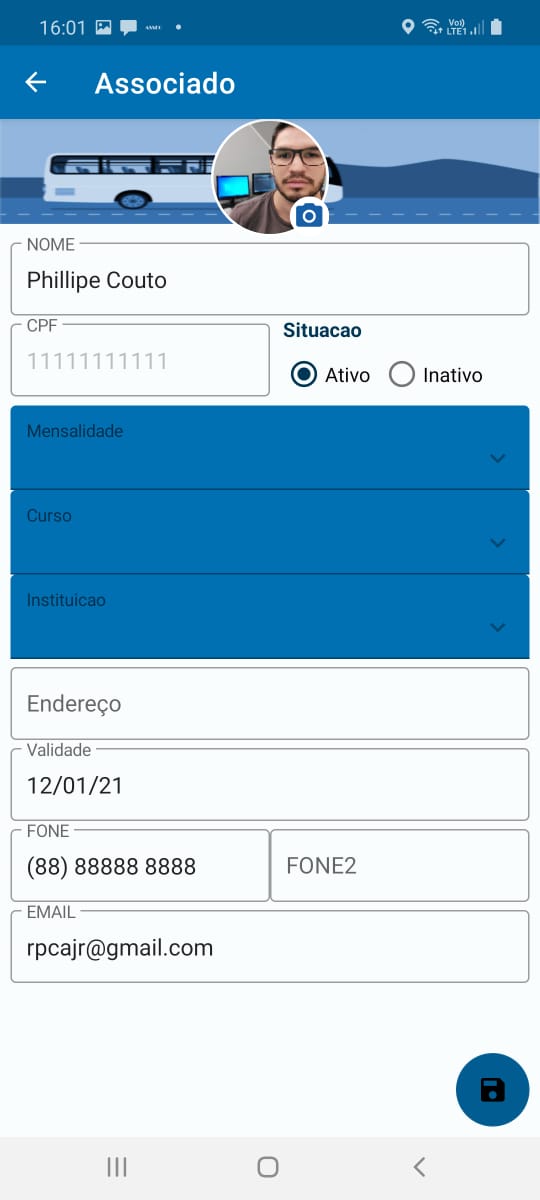 16:01
Vo))
LTE1
Associado
NOME
Phillipe Couto
CPF
11111111111
Situacao
Ativo
Inativo
Mensalidade
Curso
Instituicao
Endereço
Validade
12/01/21
FONE
(88) 88888 8888
FONE2
EMAIL
rpcajr@gmail.com